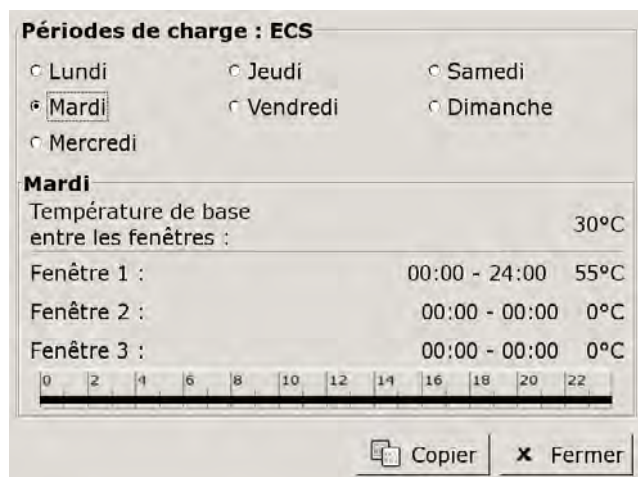 Périodes de charge : ECS
Lundi Jeudi Samedi
Mardi Vendredi Dimanche
Mercredi
Mardi
Température de base
entre les fenêtres : 30°C
Fenêtre 1 : 00:00 - 24:00 55°C
Fenêtre 2 : 00:00 - 00:00 0°C
Fenêtre 3 : 00:00 - 00:00 0°C
0 2 4 6 8 10 12 14 16 18 20 22
Copier x Fermer